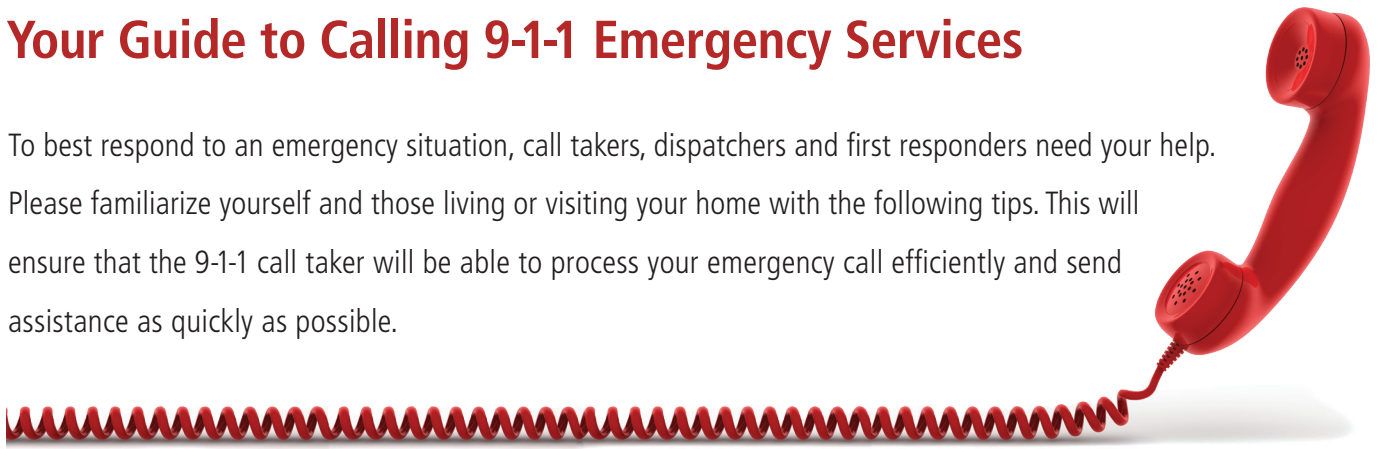 Your Guide to Calling 9-1-1 Emergency Services
To best respond to an emergency situation, call takers, dispatchers and first responders need your help.
Please familiarize yourself and those living or visiting your home with the following tips. This will
ensure that the 9-1-1 call taker will be able to process your emergency call efficiently and send
assistance as quickly as possible.